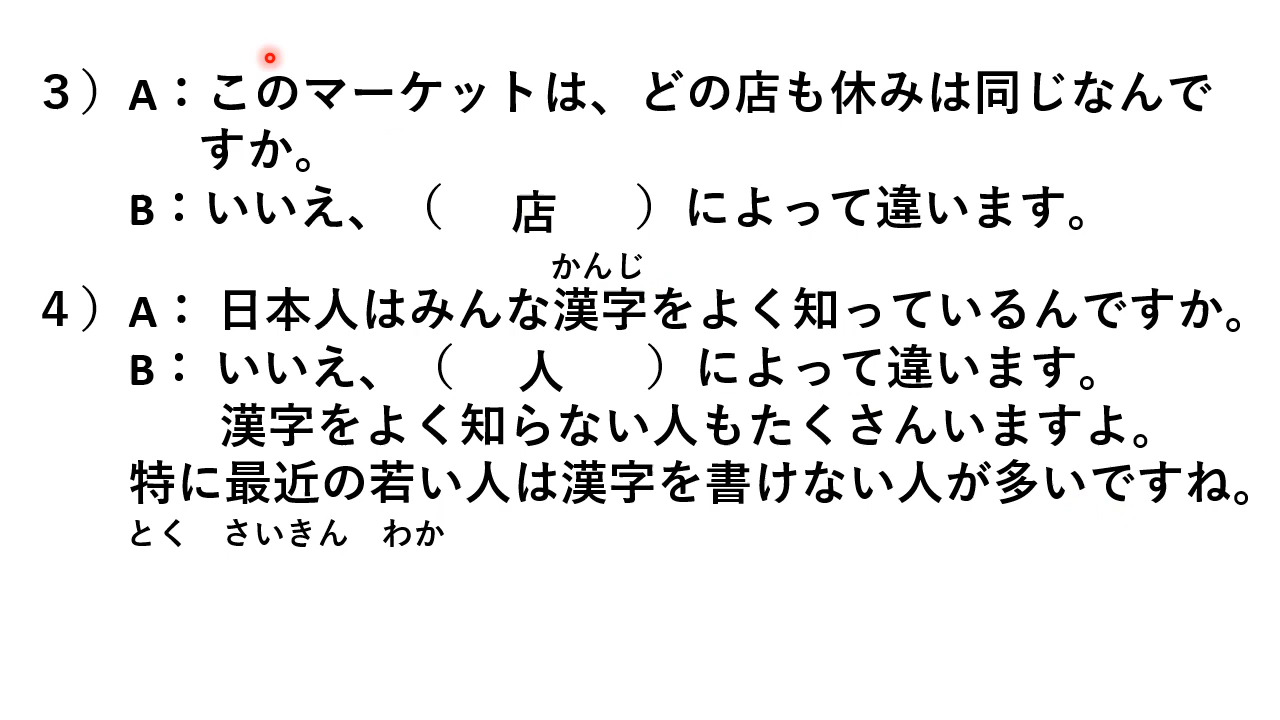 ３）A：このマーケットは、どの店も休みは同じなんで
すか。
B：いいえ、（　店　）によって違います。
かんじ
４）A： 日本人はみんな漢字をよく知っているんですか。
B： いいえ、（　人　）によって違います。
漢字をよく知らない人もたくさんいますよ。
特に最近の若い人は漢字を書けない人が多いですね。
とく　さいきん　わか